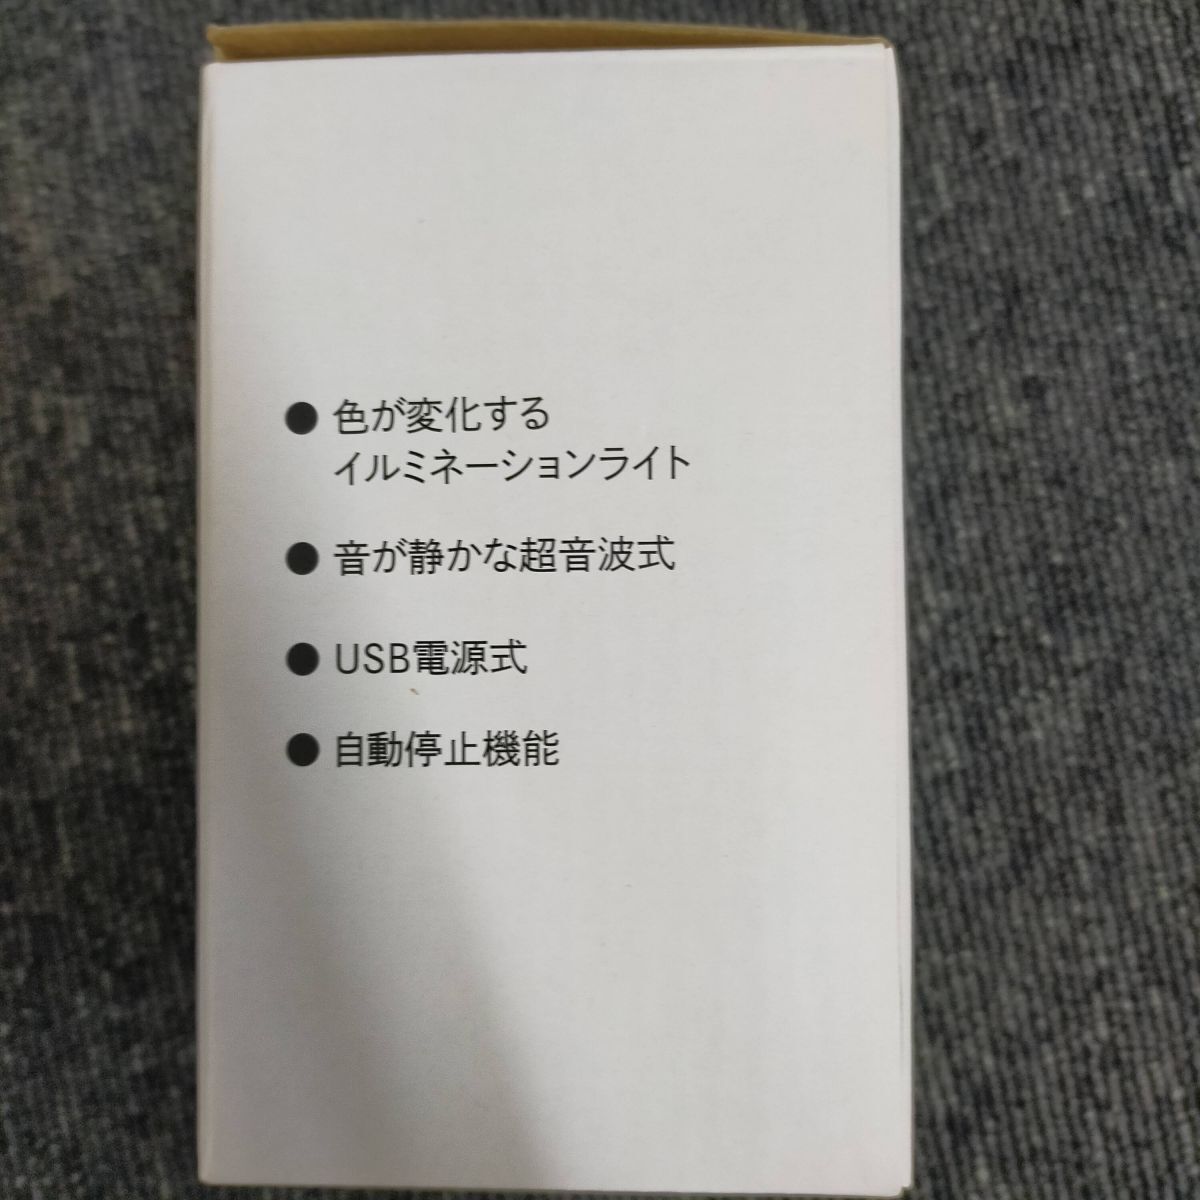 ● 色が変化する
イルミネーションライト
● 音が静かな超音波式
● USB電源式
● 自動停止機能